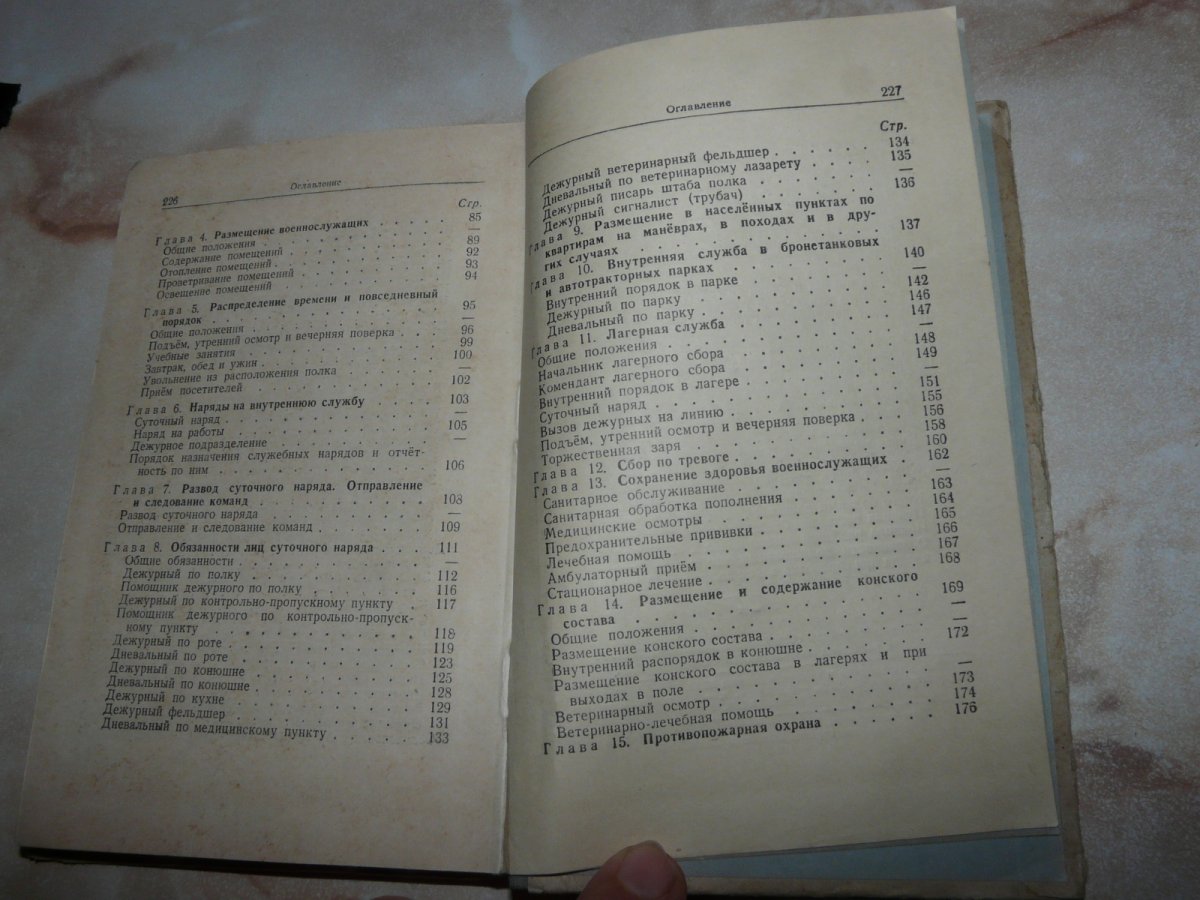 226
Оглавление
Стр.
Глава 4. Размещение военнослужащих . . . . . 85
Общие положения . . . . . —
Содержание помещений . . . . . 89
Отопление помещений . . . . . 92
Проветривание помещений . . . . . 93
Освещение помещений . . . . . 94
Глава 5. Распределение времени и повседневный
порядок . . . . . 95
Общие положения . . . . . —
Подъём, утренний осмотр и вечерняя поверка . . . 96
Учебные занятия . . . . . 99
Завтрак, обед и ужин . . . . . 100
Увольнение из расположения полка . . . . . —
Приём посетителей . . . . . 102
Глава 6. Наряды на внутреннюю службу . . . 103
Суточный наряд . . . . . —
Наряд на работы . . . . . 105
Дежурное подразделение . . . . . —
Порядок назначения служебных нарядов и отчёт-
ность по ним . . . . . 106
Глава 7. Развод суточного наряда. Отправление
и следование команд . . . . . 108
Развод суточного наряда . . . . . —
Отправление и следование команд . . . . . 109
Глава 8. Обязанности лиц суточного наряда . . . 111
Общие обязанности . . . . . —
Дежурный по полку . . . . . 112
Помощник дежурного по полку . . . . . 116
Дежурный по контрольно-пропускному пункту . 117
Помощник дежурного по контрольно-пропуск-
ному пункту . . . . . 118
Дежурный по роте . . . . . 119
Дневальный по роте . . . . . 123
Дежурный по конюшне . . . . . 125
Дневальный по конюшне . . . . . 128
Дежурный по кухне . . . . . 129
Дежурный фельдшер . . . . . 131
Дневальный по медицинскому пункту . . . . . 133
Оглавление
227
Стр.
Дежурный ветеринарный фельдшер . . . . . 134
Дневальный по ветеринарному лазарету . . . . 135
Дежурный писарь штаба полка . . . . . —
Дежурный сигналист (трубач) . . . . . 136
Глава 9. Размещение в населённых пунктах по
квартирам на манёврах, в походах и в дру-
гих случаях . . . . . 137
Глава 10. Внутренняя служба в бронетанковых
и автотракторных парках . . . . . 140
Внутренний порядок в парке . . . . . —
Дежурный по парку . . . . . 142
Дневальный по парку . . . . . 146
Глава 11. Лагерная служба . . . . . 147
Общие положения . . . . . —
Начальник лагерного сбора . . . . . 148
Комендант лагерного сбора . . . . . 149
Внутренний порядок в лагере . . . . . —
Суточный наряд . . . . . 151
Вызов дежурных на линию . . . . . 155
Подъём, утренний осмотр и вечерняя поверка . . 156
Торжественная заря . . . . . 158
Глава 12. Сбор по тревоге . . . . . 160
Глава 13. Сохранение здоровья военнослужащих . 162
Санитарное обслуживание . . . . . —
Санитарная обработка пополнения . . . . . 163
Медицинские осмотры . . . . . 164
Предохранительные прививки . . . . . 165
Лечебная помощь . . . . . 166
Амбулаторный приём . . . . . 167
Стационарное лечение . . . . . 168
Глава 14. Размещение и содержание конского
состава . . . . . 169
Общие положения . . . . . —
Размещение конского состава . . . . . —
Внутренний распорядок в конюшне . . . . . 172
Размещение конского состава в лагерях и при
выходах в поле . . . . . —
Ветеринарный осмотр . . . . . 173
Ветеринарно-лечебная помощь . . . . . 174
Глава 15. Противопожарная охрана . . . . . 176